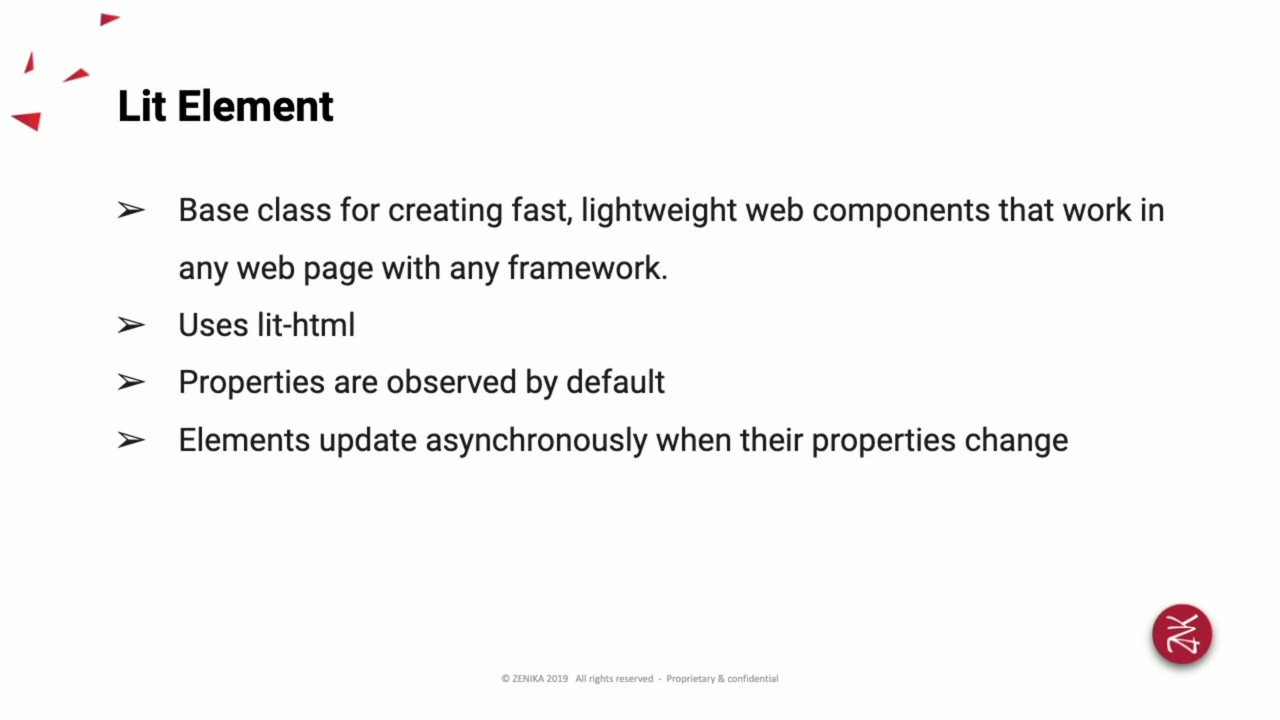 Lit Element
➢ Base class for creating fast, lightweight web components that work in
any web page with any framework.
➢ Uses lit-html
➢ Properties are observed by default
➢ Elements update asynchronously when their properties change
ZNK
© ZENIKA 2019 All rights reserved - Proprietary & confidential